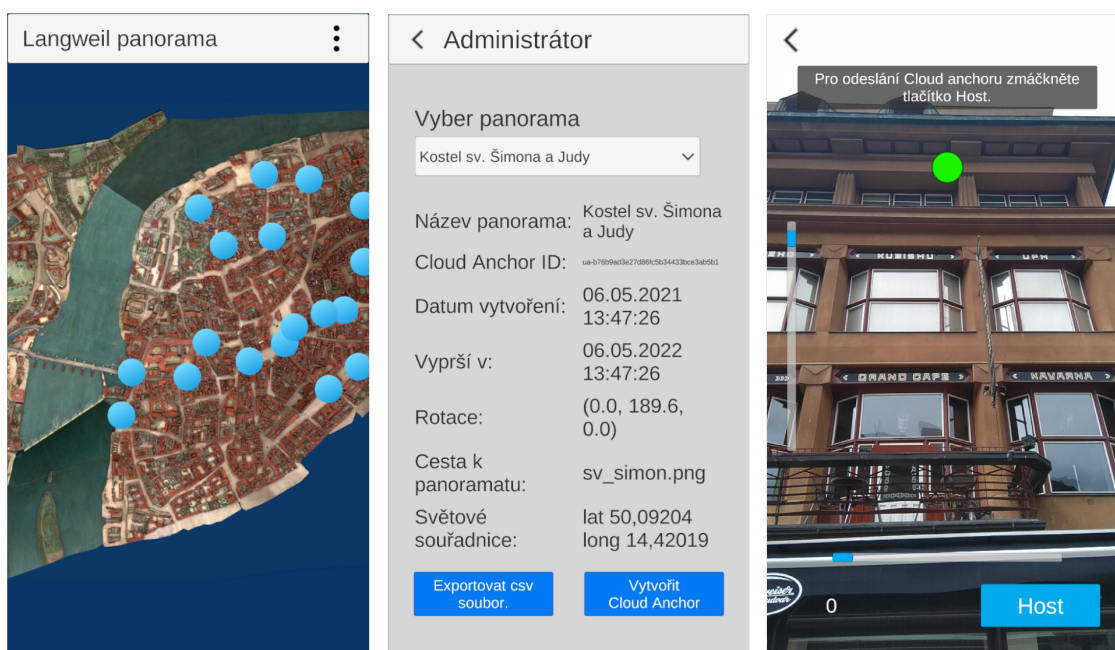 Langweil panorama
Administrátor
Vyber panorama
Kostel sv. Šimona a Judy
Název panorama:
Kostel sv. Šimona
a Judy
Cloud Anchor ID:
Datum vytvoření:
06.05.2021
13:47:26
Vyprší v:
06.05.2022
13:47:26
Rotace:
(0.0, 189.6,
0.0)
Cesta k
panoramatu:
sv_simon.png
Světové
souřadnice:
lat 50,09204
long 14,42019
Exportovat csv
soubor.
Vytvořit
Cloud Anchor
Pro odeslání Cloud anchoru zmáčkněte
tlačítko Host.
KUBISMU
UPM
GRAND CAFE
KAVARNA
0
Host